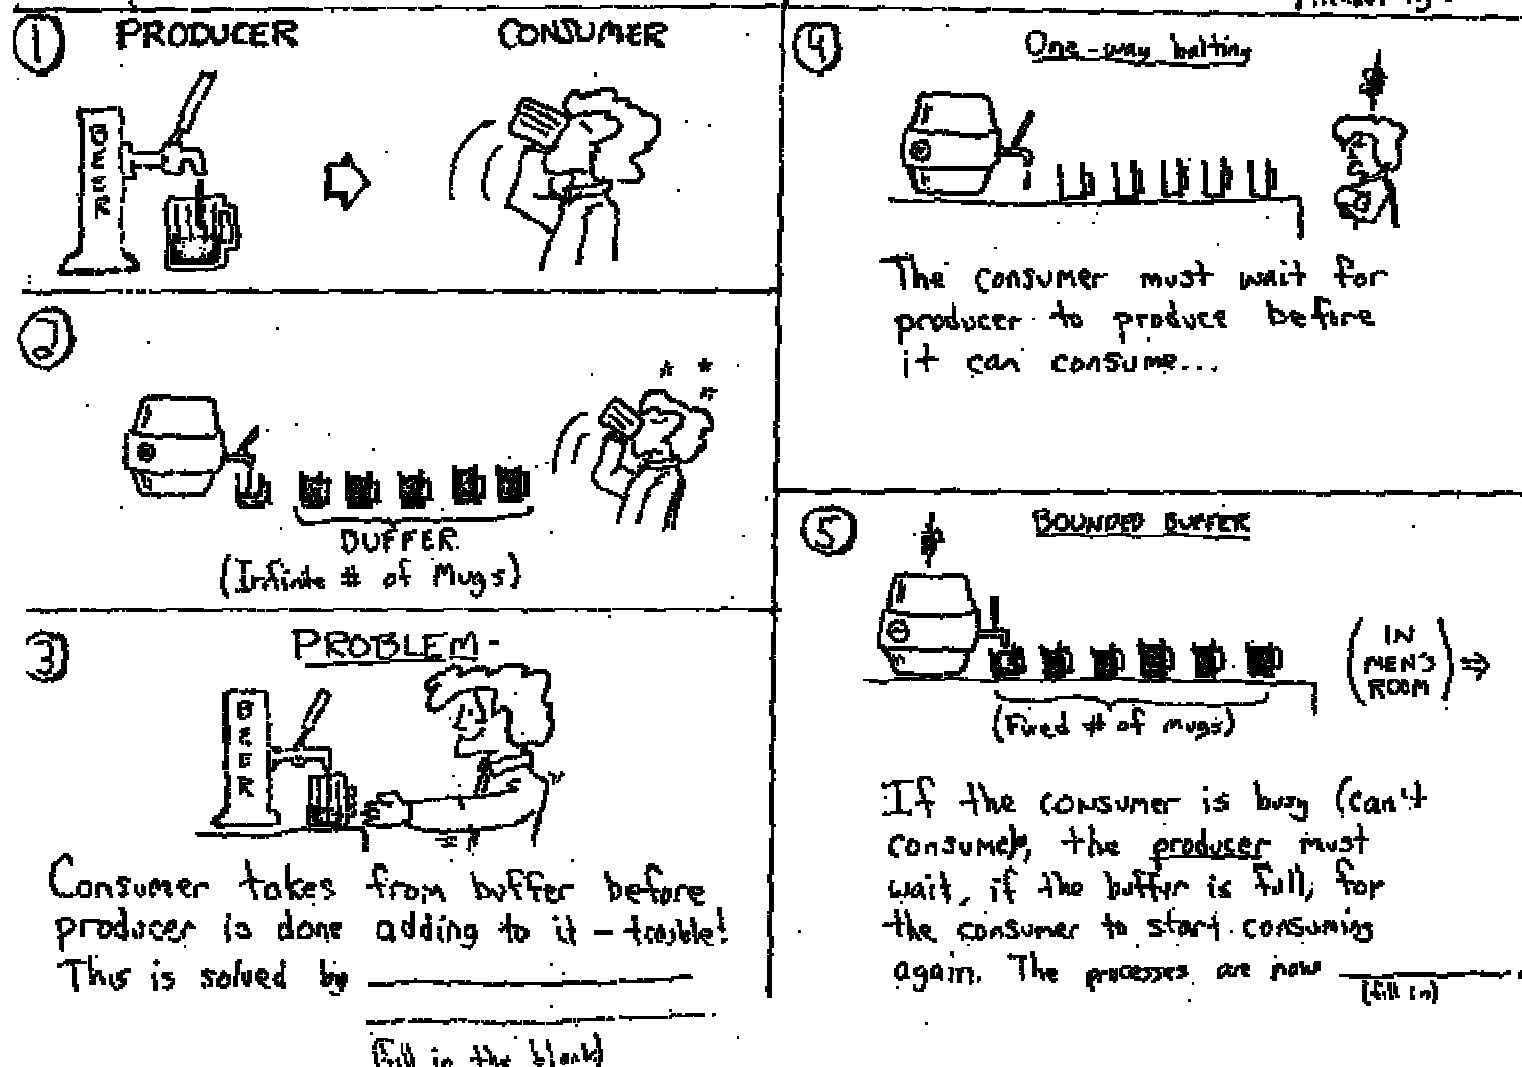 1 PRODUCER CONSUMER
BEER
2
BUFFER
(Infinite # of Mugs)
3 PROBLEM-
BEER
Consumer takes from buffer before
producer is done adding to it - trouble!
This is solved by
(fill in the blank)
4 One-way halting
The consumer must wait for
producer to produce before
it can consume...
5 BOUNDED BUFFER
(IN
MEN'S
ROOM) ⇒
(Fixed # of mugs)
If the consumer is busy (can't
consume), the producer must
wait, if the buffer is full, for
the consumer to start consuming
again. The processes are now
(fill in)